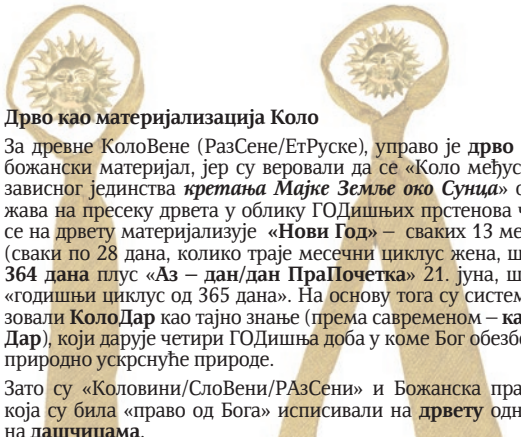 Дрво као материјализација Коло
За древне КолоВене (РазСене/ЕтРуске), управо је дрво
божански материјал, јер су веровали да се «Коло међус
зависног јединства кретања Мајке Земље око Сунца» о
жава на пресеку дрвета у облику ГОДишњих прстенова ч
се на дрвету материјализује «Нови Год» – сваких 13 ме
(сваки по 28 дана, колико траје месечни циклус жена, ш
364 дана плус «Аз – дан/дан ПраПочетка» 21. јуна, ш
«годишњи циклус од 365 дана». На основу тога су систем
зовали КолоДар као тајно знање (према савременом – ка
Дар), који дарује четири ГОДишња доба у коме Бог обезбе
природно ускрснуће природе.
Зато су «Коловини/СлоВени/РАзСени» и Божанска пра
која су била «право од Бога» исписивали на дрвету одн
на дашчицама.